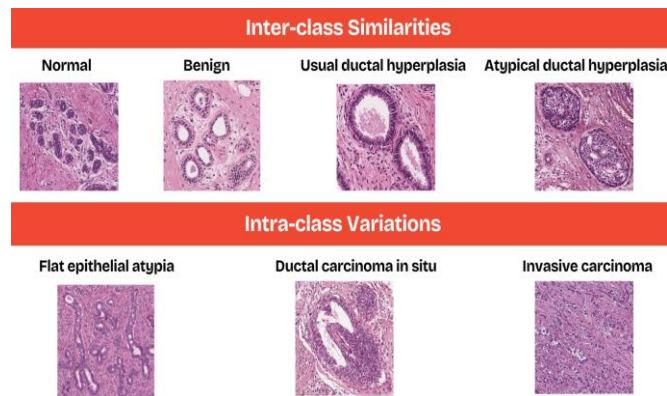 Inter-class Similarities
Normal Benign Usual ductal hyperplasia Atypical ductal hyperplasia
Intra-class Variations
Flat epithelial atypia Ductal carcinoma in situ Invasive carcinoma